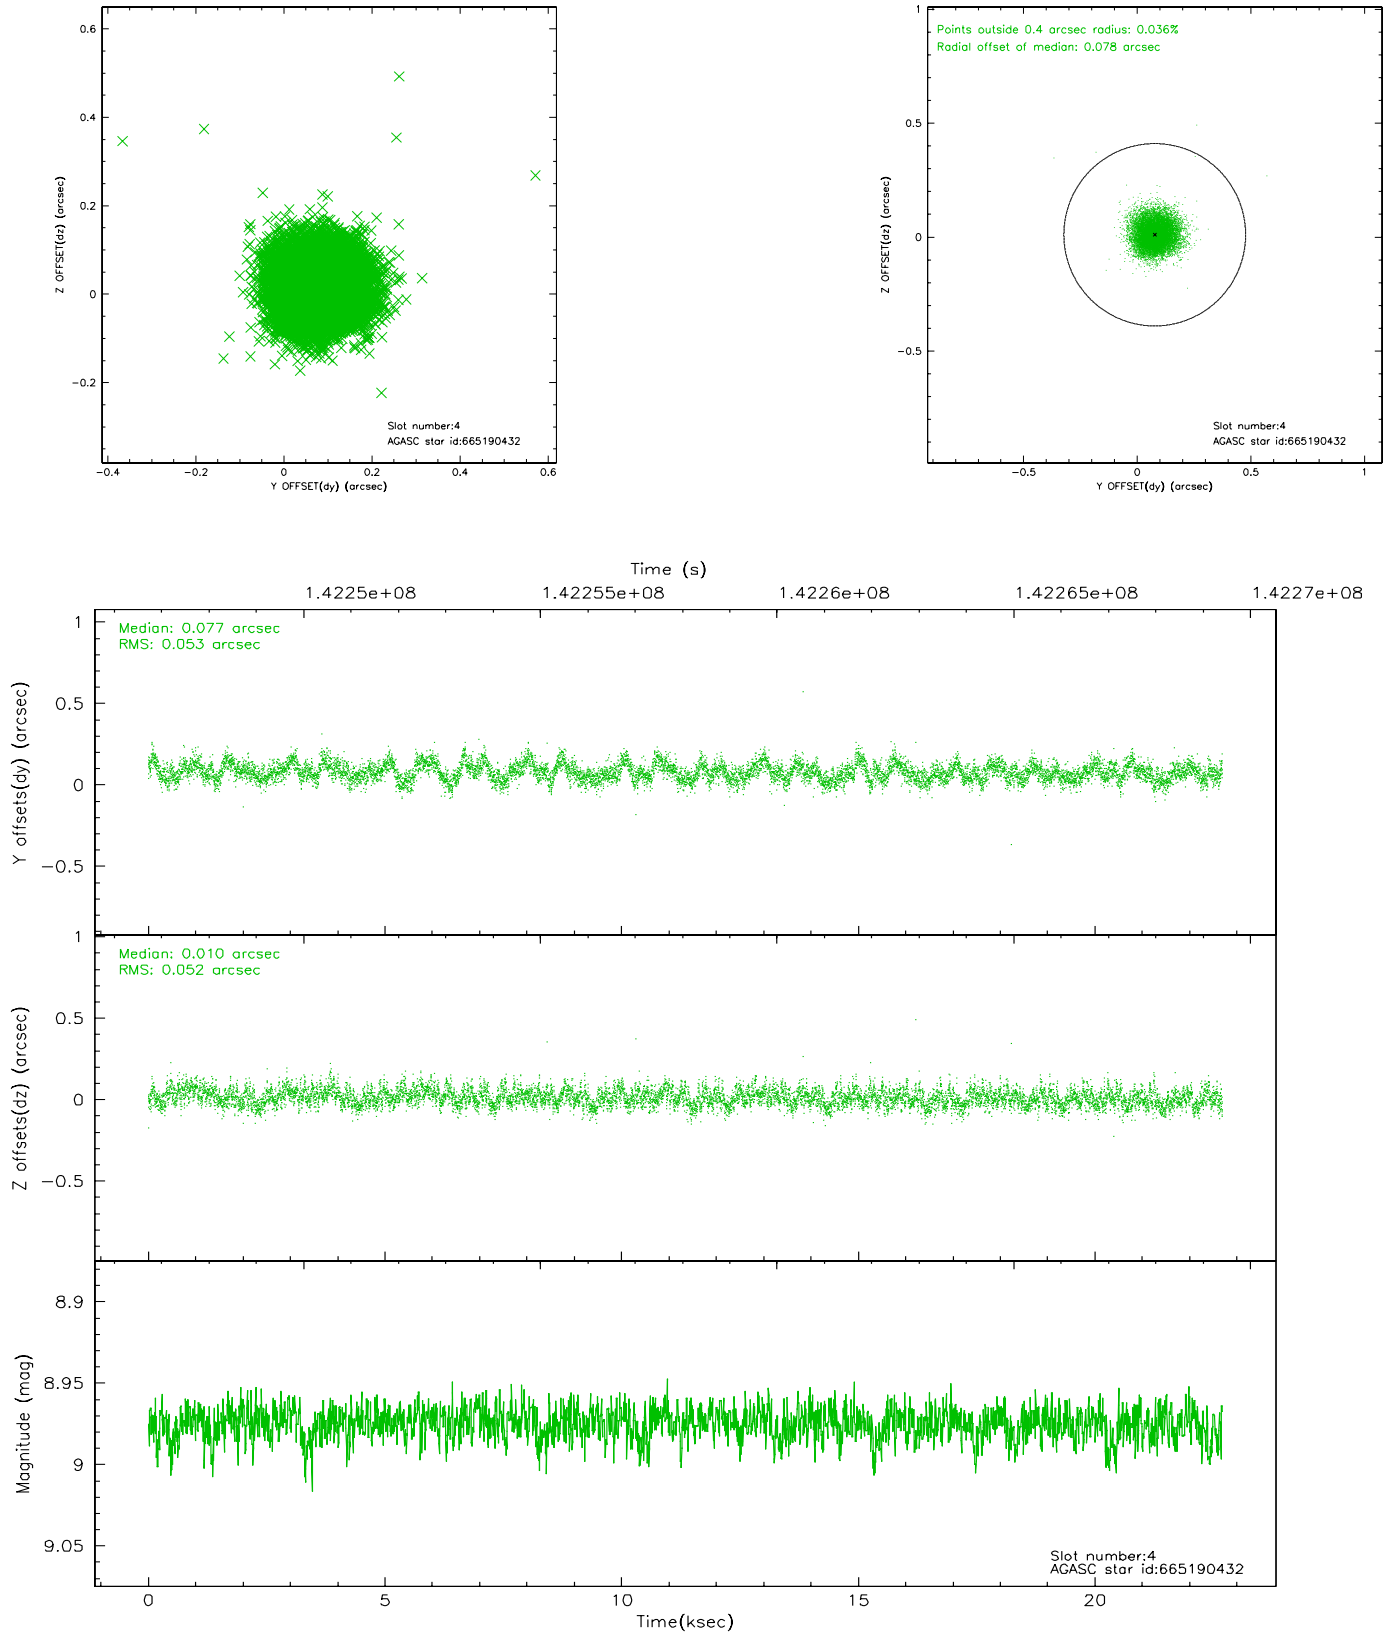 0.6
0.4
0.2
0
−0.2
Z OFFSET(dz) (arcsec)
Slot number:4
AGASC star id:665190432
−0.4 −0.2 0 0.2 0.4 0.6
Y OFFSET(dy) (arcsec)
1
0.5
0
−0.5
Z OFFSET(dz) (arcsec)
Points outside 0.4 arcsec radius: 0.036%
Radial offset of median: 0.078 arcsec
Slot number:4
AGASC star id:665190432
−0.5 0 0.5 1
Y OFFSET(dy) (arcsec)
Time (s)
1.4225e+08 1.42255e+08 1.4226e+08 1.42265e+08 1.4227e+08
Median: 0.077 arcsec
RMS: 0.053 arcsec
1
0.5
0
−0.5
Y offsets(dy) (arcsec)
Median: 0.010 arcsec
RMS: 0.052 arcsec
1
0.5
0
−0.5
Z offsets(dz) (arcsec)
8.9
8.95
9
9.05
Magnitude (mag)
Slot number:4
AGASC star id:665190432
0 5 10 15 20
Time(ksec)